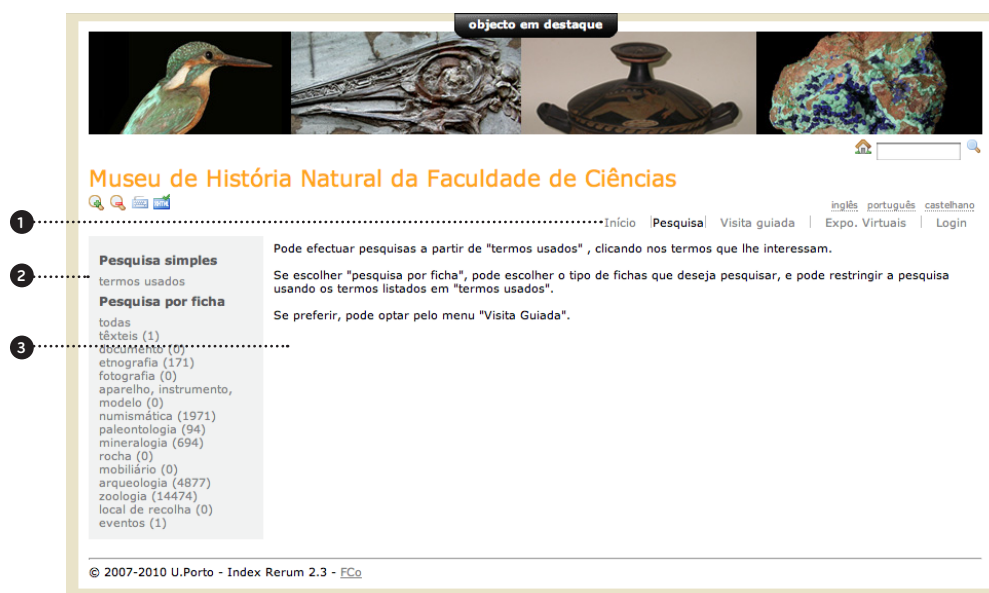 objecto em destaque
Museu de História Natural da Faculdade de Ciências
inglês português castelhano
1
Início | Pesquisa | Visita guiada | Expo. Virtuais | Login
2
Pesquisa simples
termos usados
Pesquisa por ficha
todas
têxteis (1)
3
documento (0)
etnografia (171)
fotografia (0)
aparelho, instrumento,
modelo (0)
numismática (1971)
paleontologia (94)
mineralogia (694)
rocha (0)
mobiliário (0)
arqueologia (4877)
zoologia (14474)
local de recolha (0)
eventos (1)
Pode efectuar pesquisas a partir de "termos usados" , clicando nos termos que lhe interessam.
Se escolher "pesquisa por ficha", pode escolher o tipo de fichas que deseja pesquisar, e pode restringir a pesquisa
usando os termos listados em "termos usados".
Se preferir, pode optar pelo menu "Visita Guiada".
© 2007-2010 U.Porto - Index Rerum 2.3 - FCo